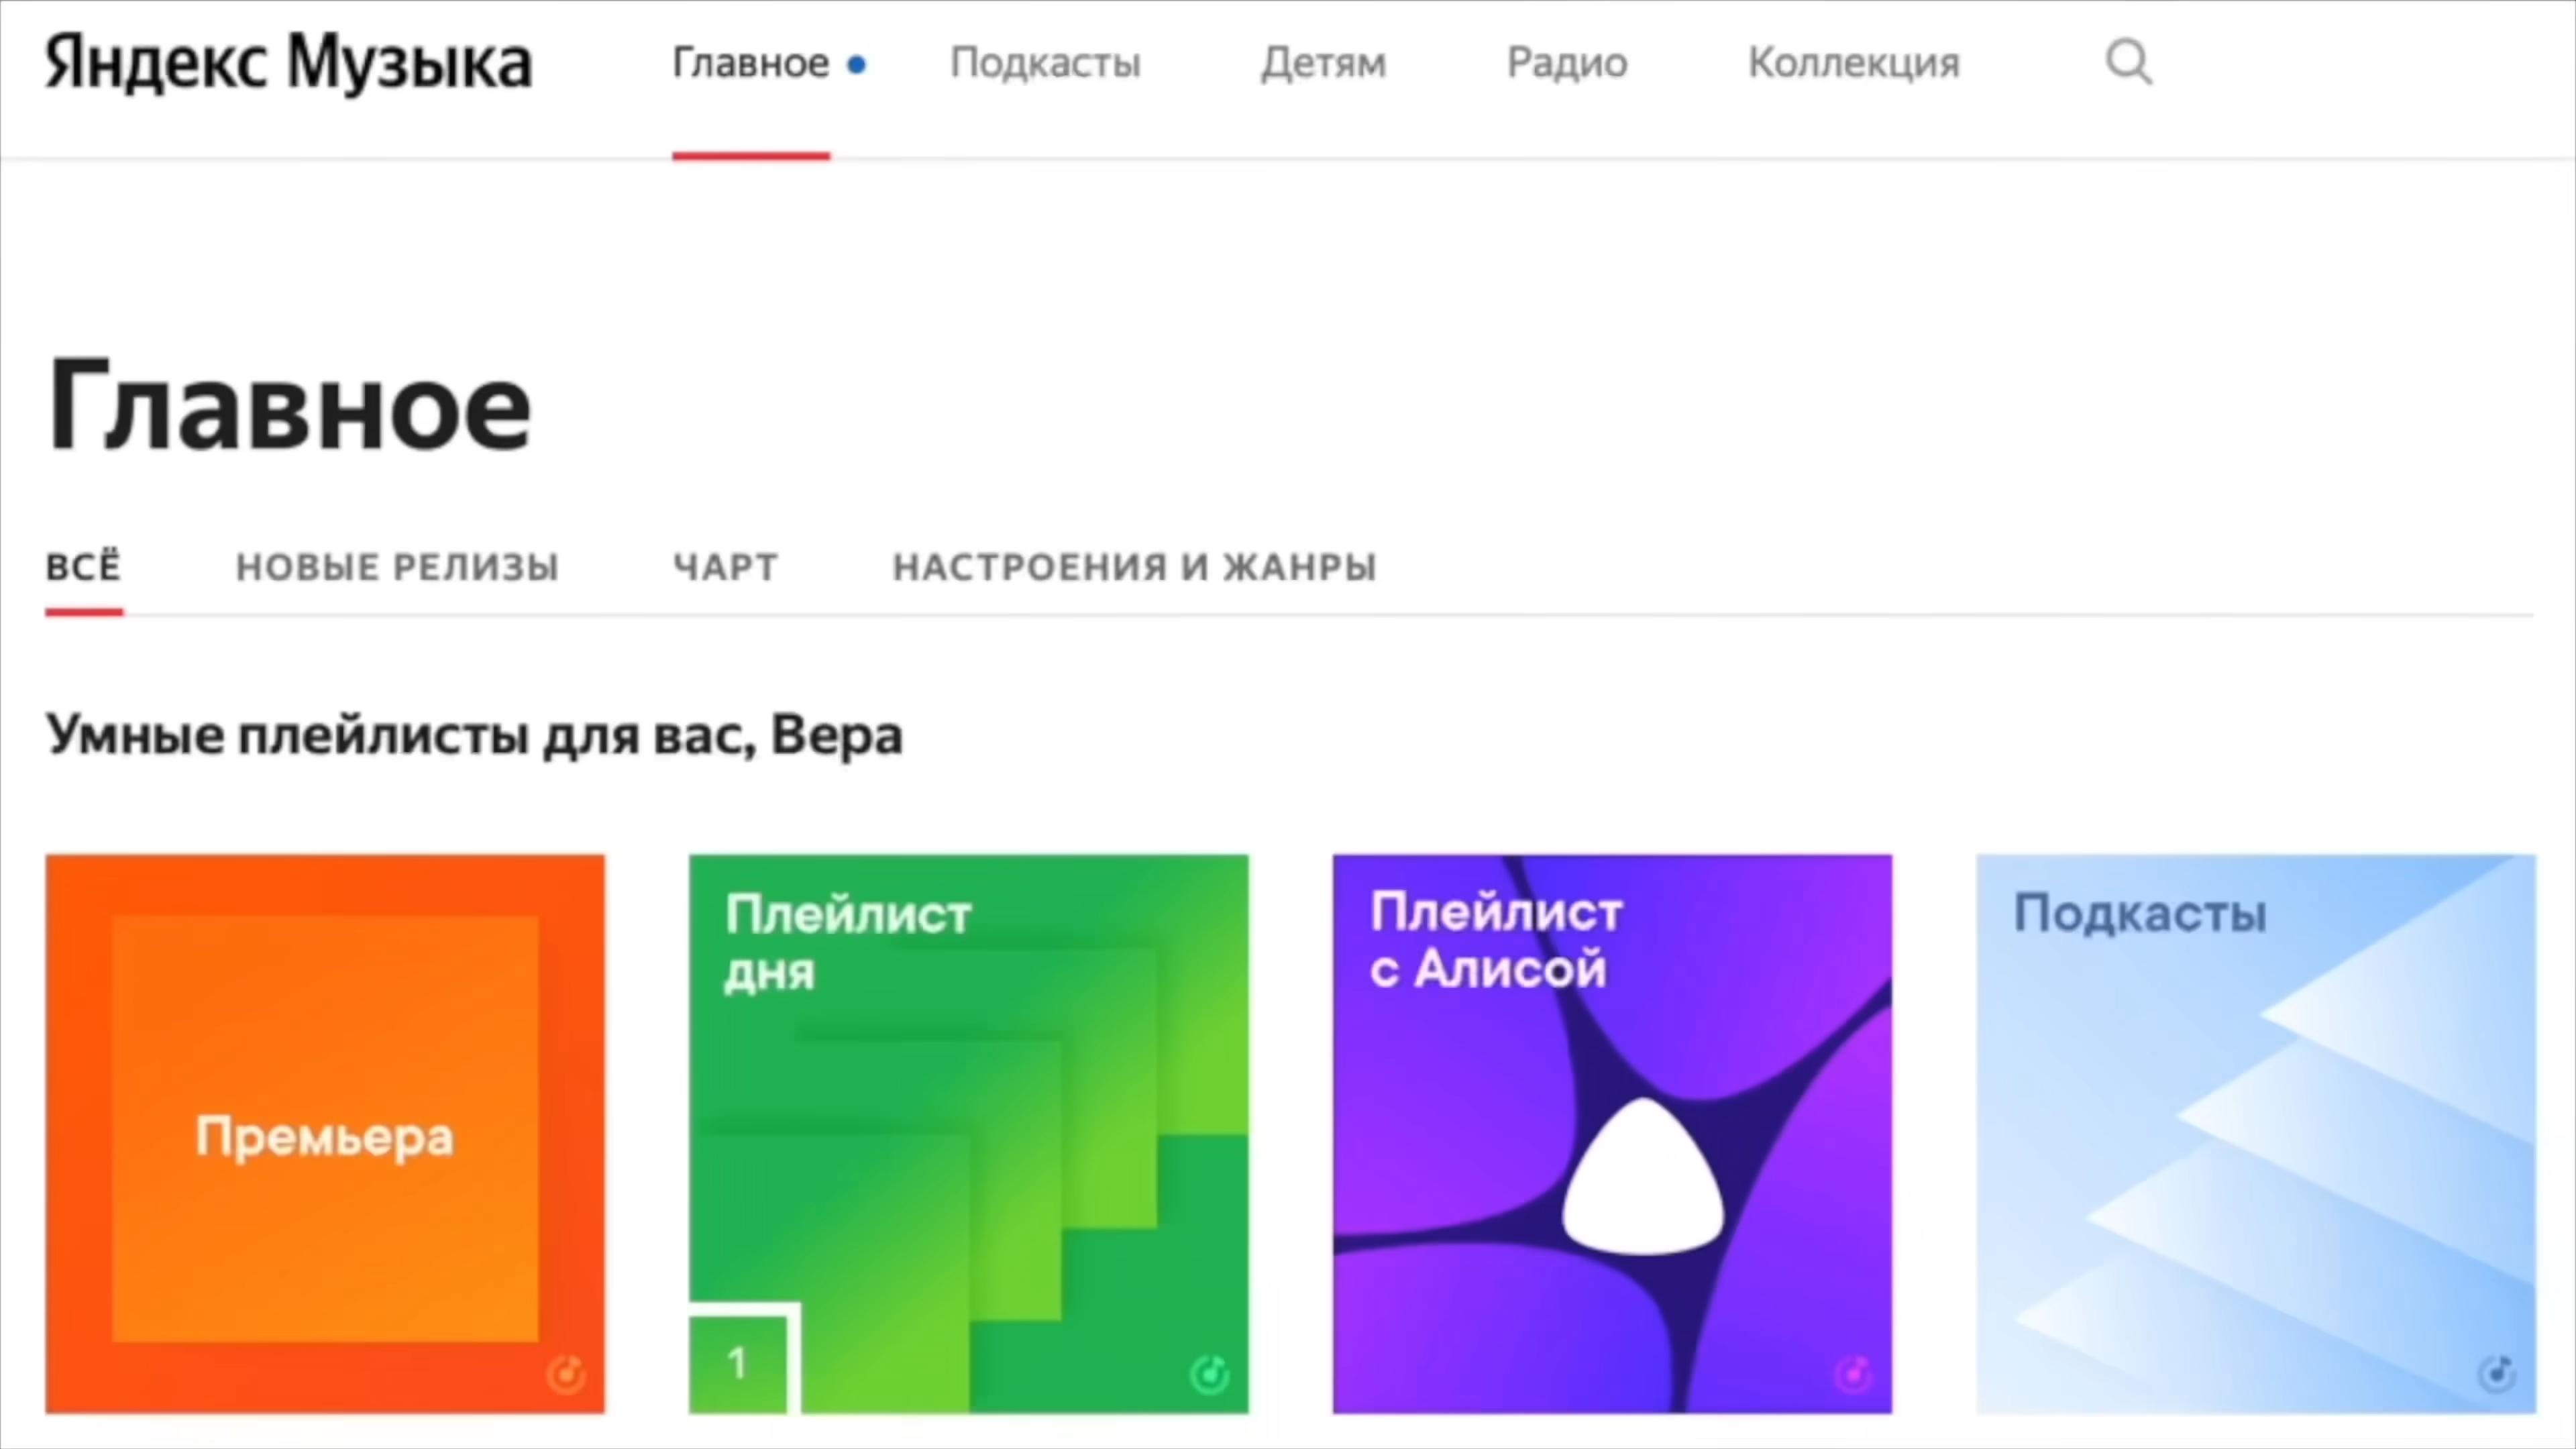 Яндекс Музыка
Главное
Подкасты
Детям
Радио
Коллекция
Главное
ВСЁ
НОВЫЕ РЕЛИЗЫ
ЧАРТ
НАСТРОЕНИЯ И ЖАНРЫ
Умные плейлисты для вас, Вера
Премьера
Плейлист
дня
1
Плейлист
с Алисой
Подкасты